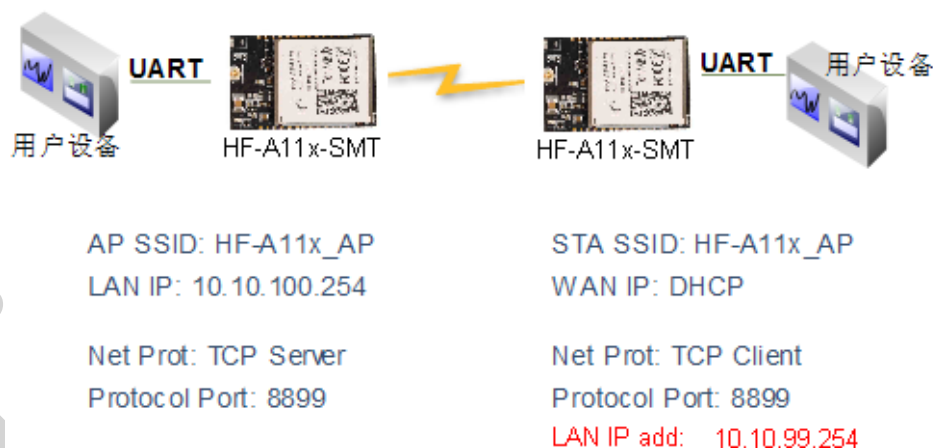 UART
用户设备
HF-A11x-SMT
UART
用户设备
HF-A11x-SMT
AP SSID: HF-A11x_AP
LAN IP: 10.10.100.254
Net Prot: TCP Server
Protocol Port: 8899
STA SSID: HF-A11x_AP
WAN IP: DHCP
Net Prot: TCP Client
Protocol Port: 8899
LAN IP add: 10.10.99.254